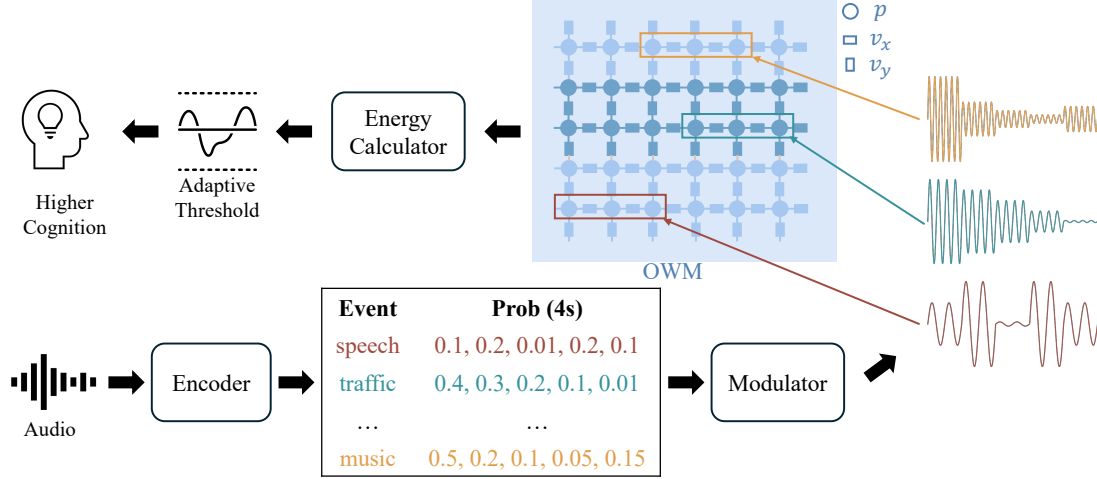 p
vx
vy
Energy
Calculator
Adaptive
Threshold
Higher
Cognition
OWM
Event Prob (4s)
speech 0.1, 0.2, 0.01, 0.2, 0.1
traffic 0.4, 0.3, 0.2, 0.1, 0.01
... ...
music 0.5, 0.2, 0.1, 0.05, 0.15
Encoder
Modulator
Audio